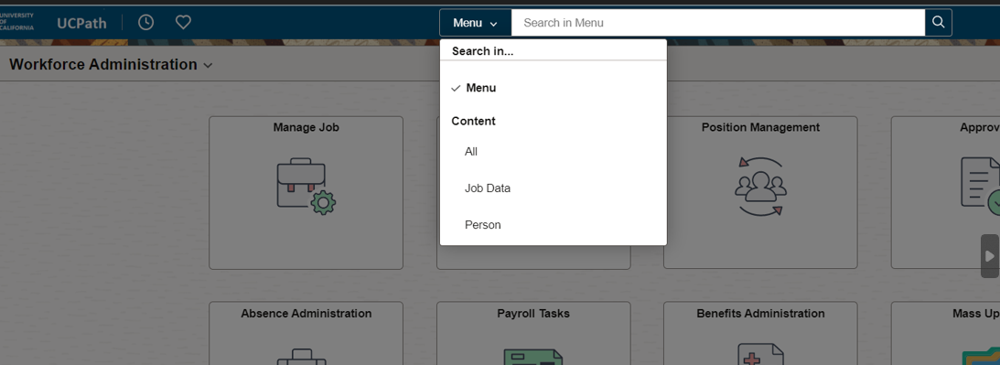 UNIVERSITY
OF
CALIFORNIA
UCPath
Menu
Search in Menu
Search in...
Workforce Administration
Menu
Content
All
Job Data
Person
Manage Job
Position Management
Approv
Absence Administration
Payroll Tasks
Benefits Administration
Mass Up